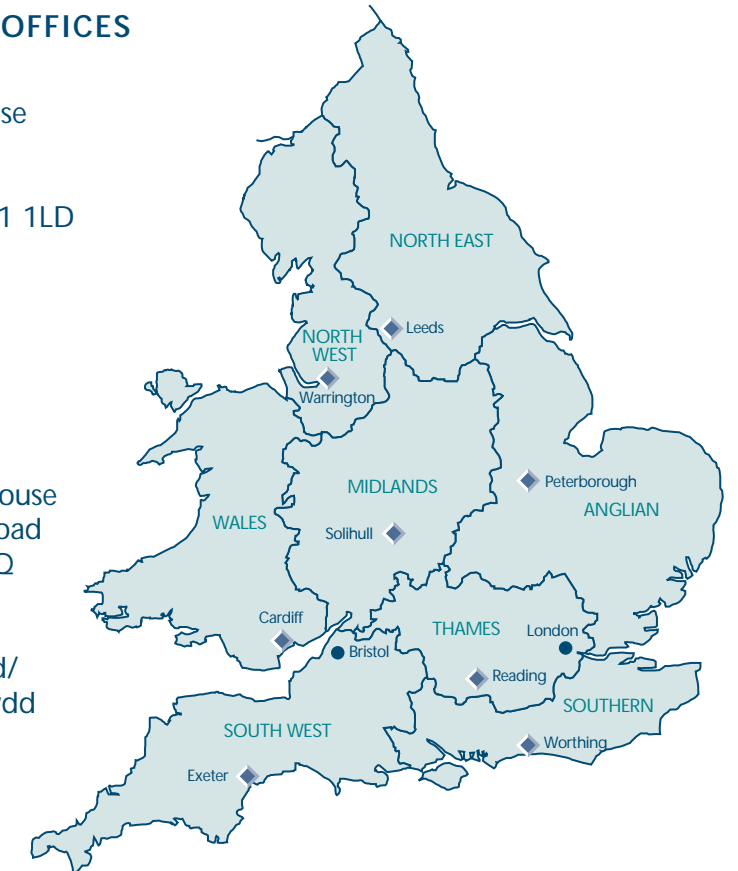 OFFICES
se
1 1LD
ouse
oad
Q
d/
dd
NORTH EAST
Leeds
NORTH
WEST
Warrington
MIDLANDS
Peterborough
ANGLIAN
WALES
Solihull
Cardiff
THAMES
London
Bristol
Reading
SOUTHERN
SOUTH WEST
Worthing
Exeter